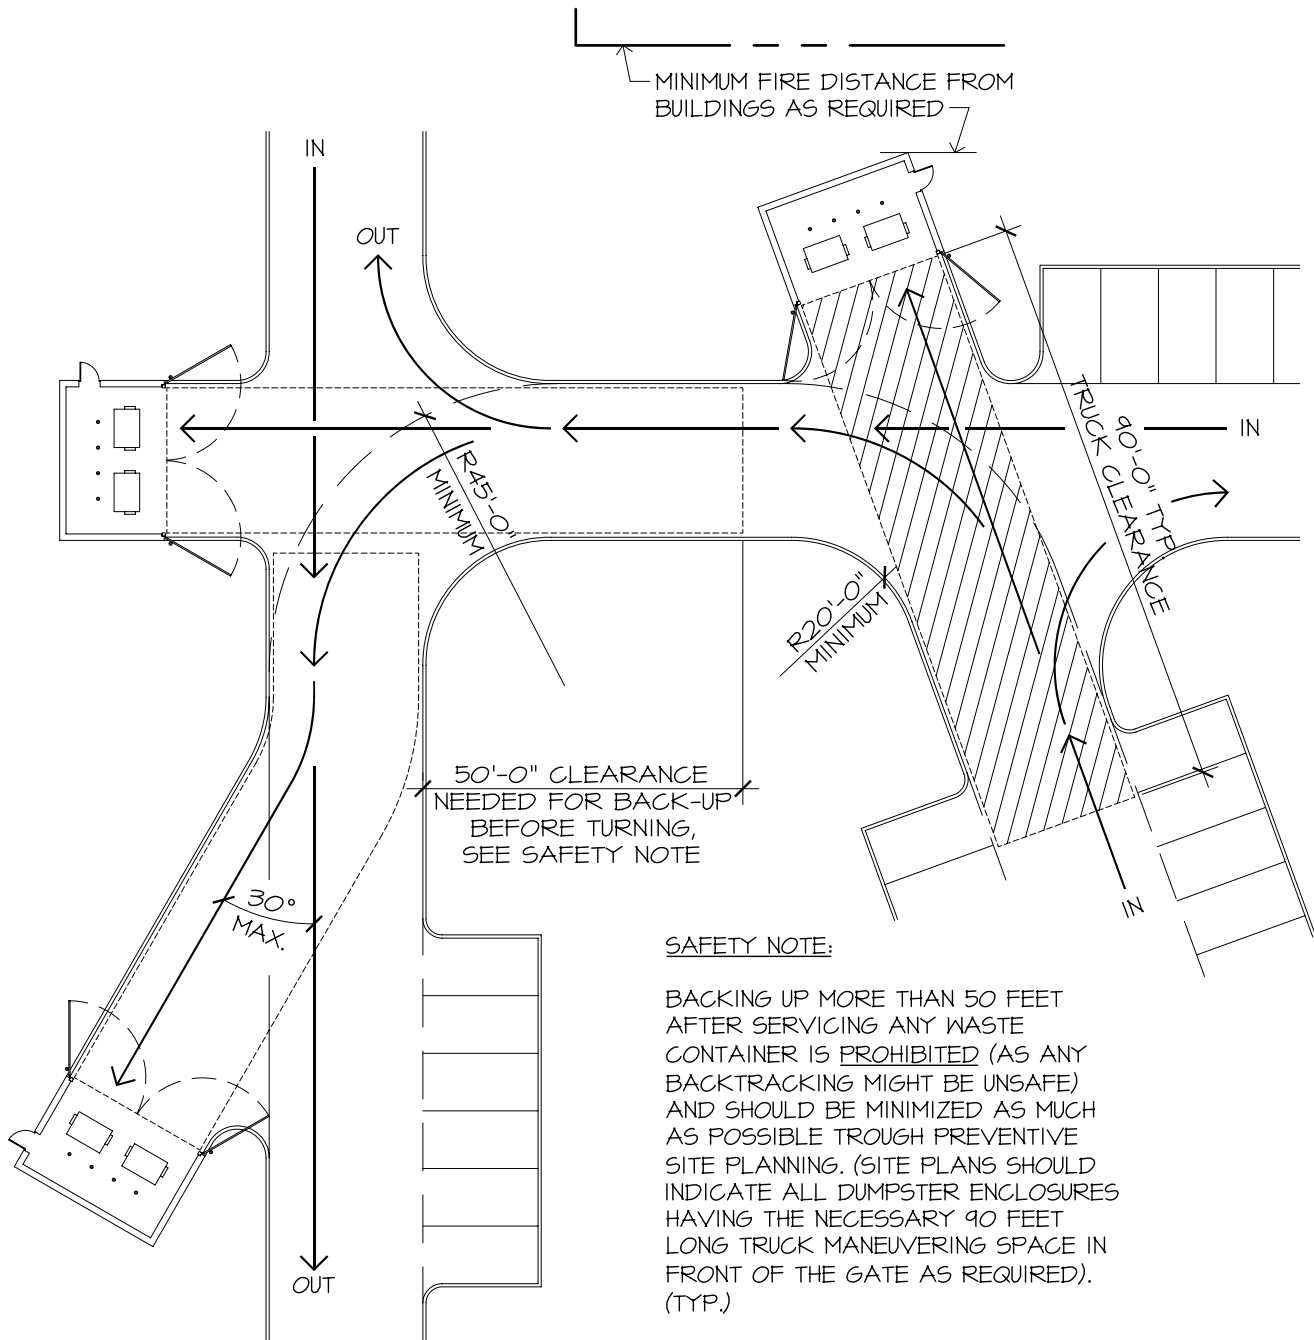 MINIMUM FIRE DISTANCE FROM
BUILDINGS AS REQUIRED
IN
OUT
TRUCK CLEARANCE
90'-0" TYP.
IN
R45'-0"
MINIMUM
R20'-0"
MINIMUM
50'-0" CLEARANCE
NEEDED FOR BACK-UP
BEFORE TURNING,
SEE SAFETY NOTE
30°
MAX.
IN
SAFETY NOTE:
BACKING UP MORE THAN 50 FEET
AFTER SERVICING ANY WASTE
CONTAINER IS PROHIBITED (AS ANY
BACKTRACKING MIGHT BE UNSAFE)
AND SHOULD BE MINIMIZED AS MUCH
AS POSSIBLE TROUGH PREVENTIVE
SITE PLANNING. (SITE PLANS SHOULD
INDICATE ALL DUMPSTER ENCLOSURES
HAVING THE NECESSARY 90 FEET
LONG TRUCK MANEUVERING SPACE IN
FRONT OF THE GATE AS REQUIRED).
(TYP.)
OUT